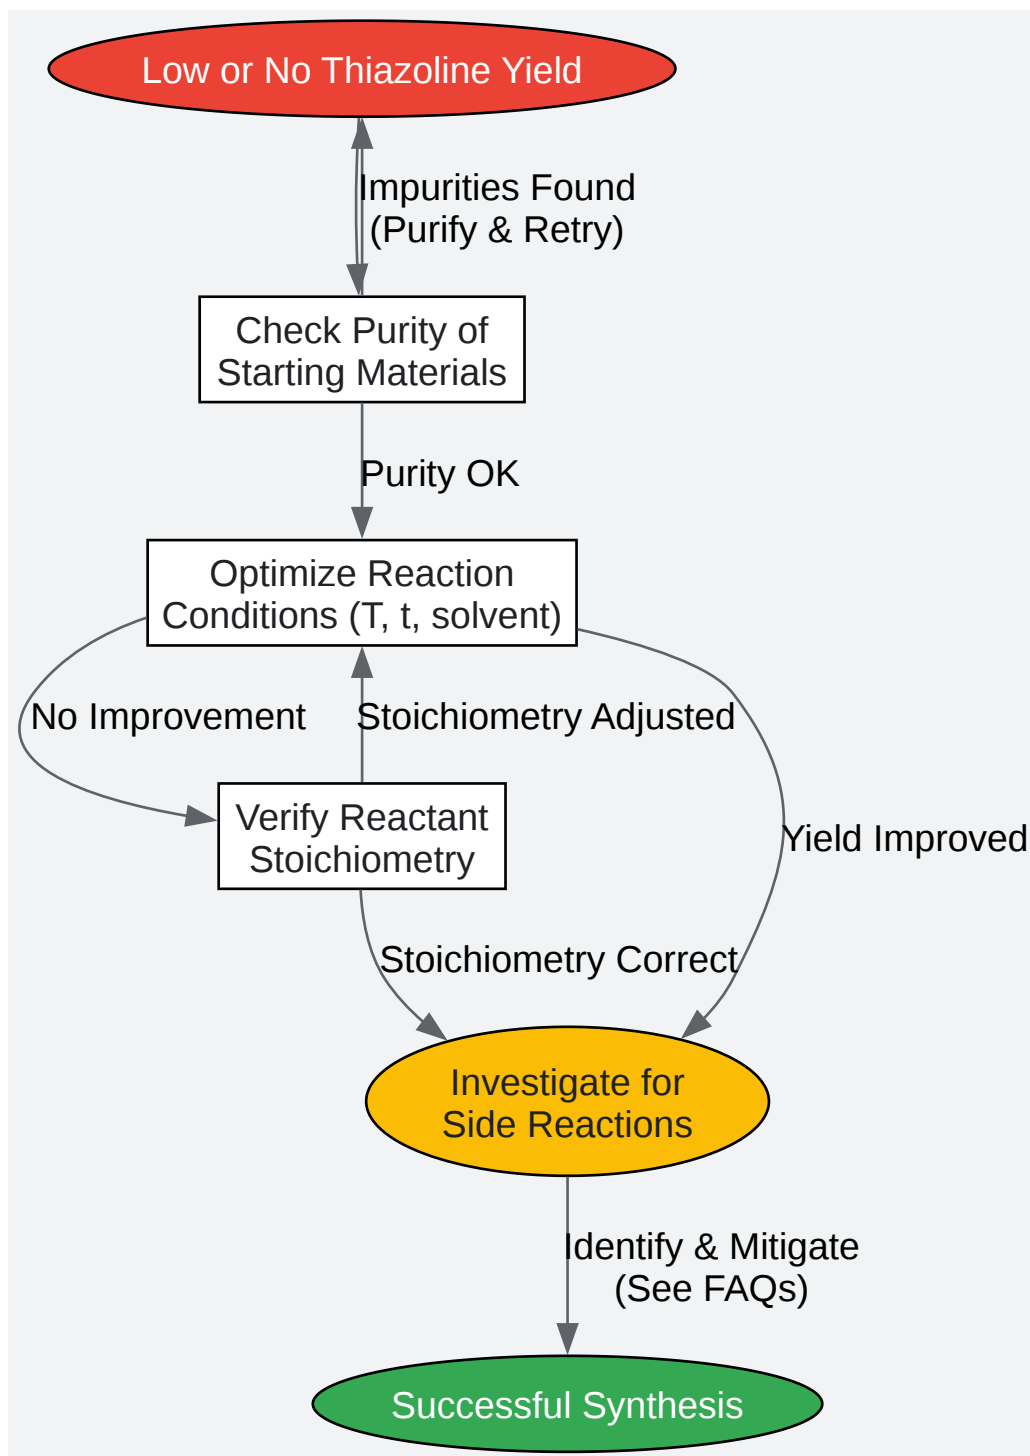 Low or No Thiazoline Yield
Impurities Found
(Purify & Retry)
Check Purity of
Starting Materials
Purity OK
Optimize Reaction
Conditions (T, t, solvent)
No Improvement
Stoichiometry Adjusted
Verify Reactant
Stoichiometry
Yield Improved
Stoichiometry Correct
Investigate for
Side Reactions
Identify & Mitigate
(See FAQs)
Successful Synthesis